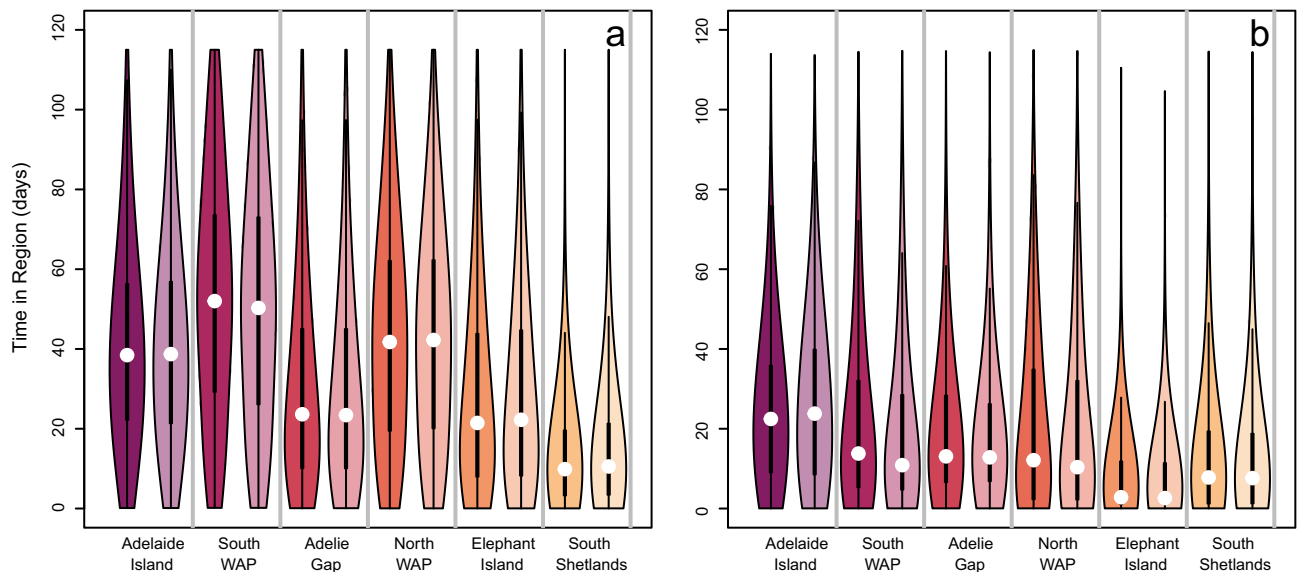 a
b
Time in Region (days)
0
20
40
60
80
100
120
0
20
40
60
80
100
120
Adelaide
Island
South
WAP
Adelie
Gap
North
WAP
Elephant
Island
South
Shetlands
Adelaide
Island
South
WAP
Adelie
Gap
North
WAP
Elephant
Island
South
Shetlands